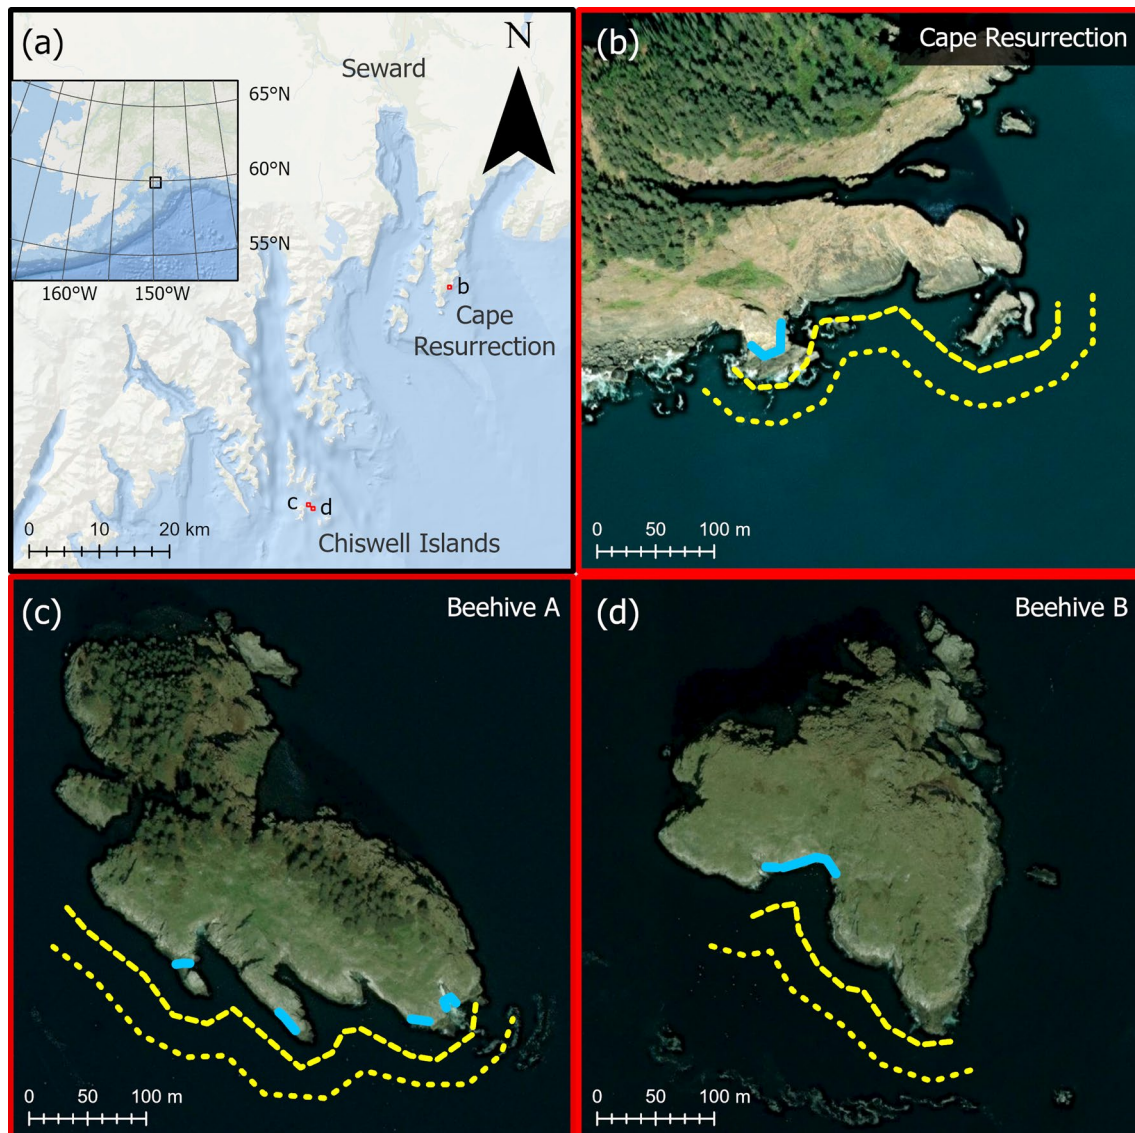 (a)
N
Seward
65°N
60°N
55°N
160°W
150°W
b
Cape
Resurrection
c
d
Chiswell Islands
0 10 20 km
(b)
Cape Resurrection
0 50 100 m
(c)
Beehive A
0 50 100 m
(d)
Beehive B
0 50 100 m